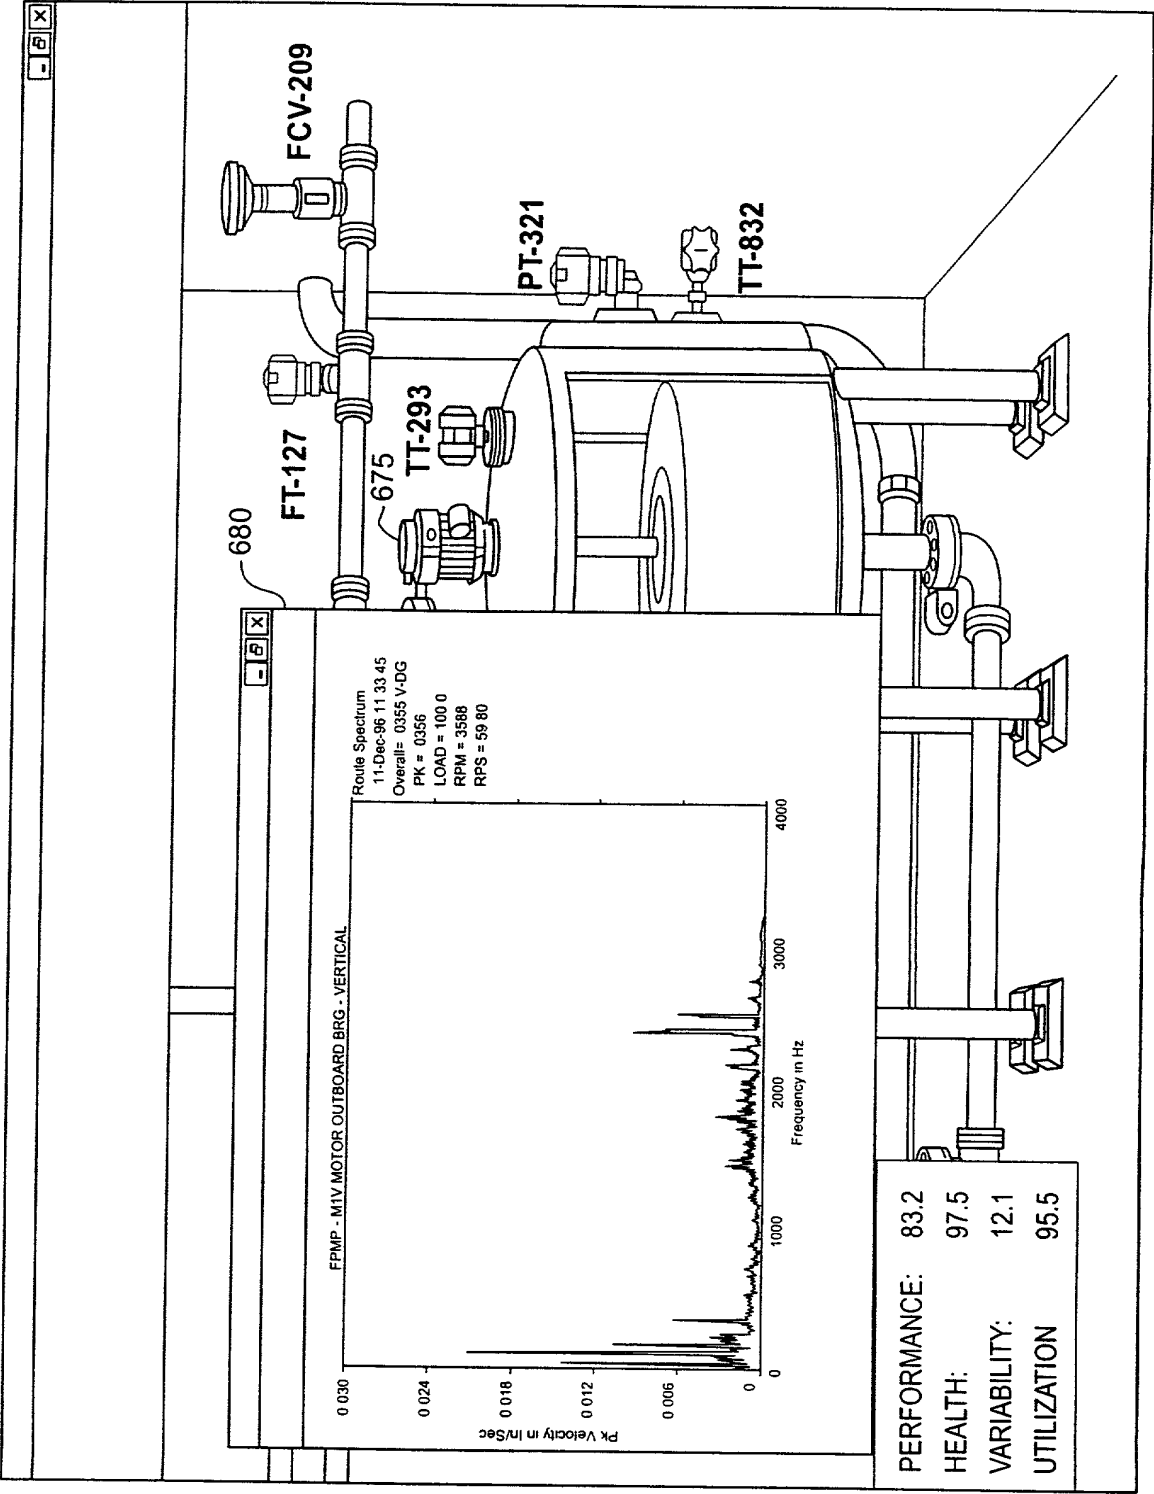 FCV-209
PT-321
TT-832
FT-127
TT-293
675
680
Route Spectrum
11-Dec-96 11 33 45
Overall= 0355 V-DG
PK = 0356
LOAD = 100 0
RPM = 3588
RPS = 59 80
FPMP - M1V MOTOR OUTBOARD BRG - VERTICAL
Pk Velocity in In/Sec
0 030
0 024
0 018
0 012
0 006
0
0
1000
2000
3000
4000
Frequency in Hz
PERFORMANCE: 83.2
HEALTH: 97.5
VARIABILITY: 12.1
UTILIZATION 95.5